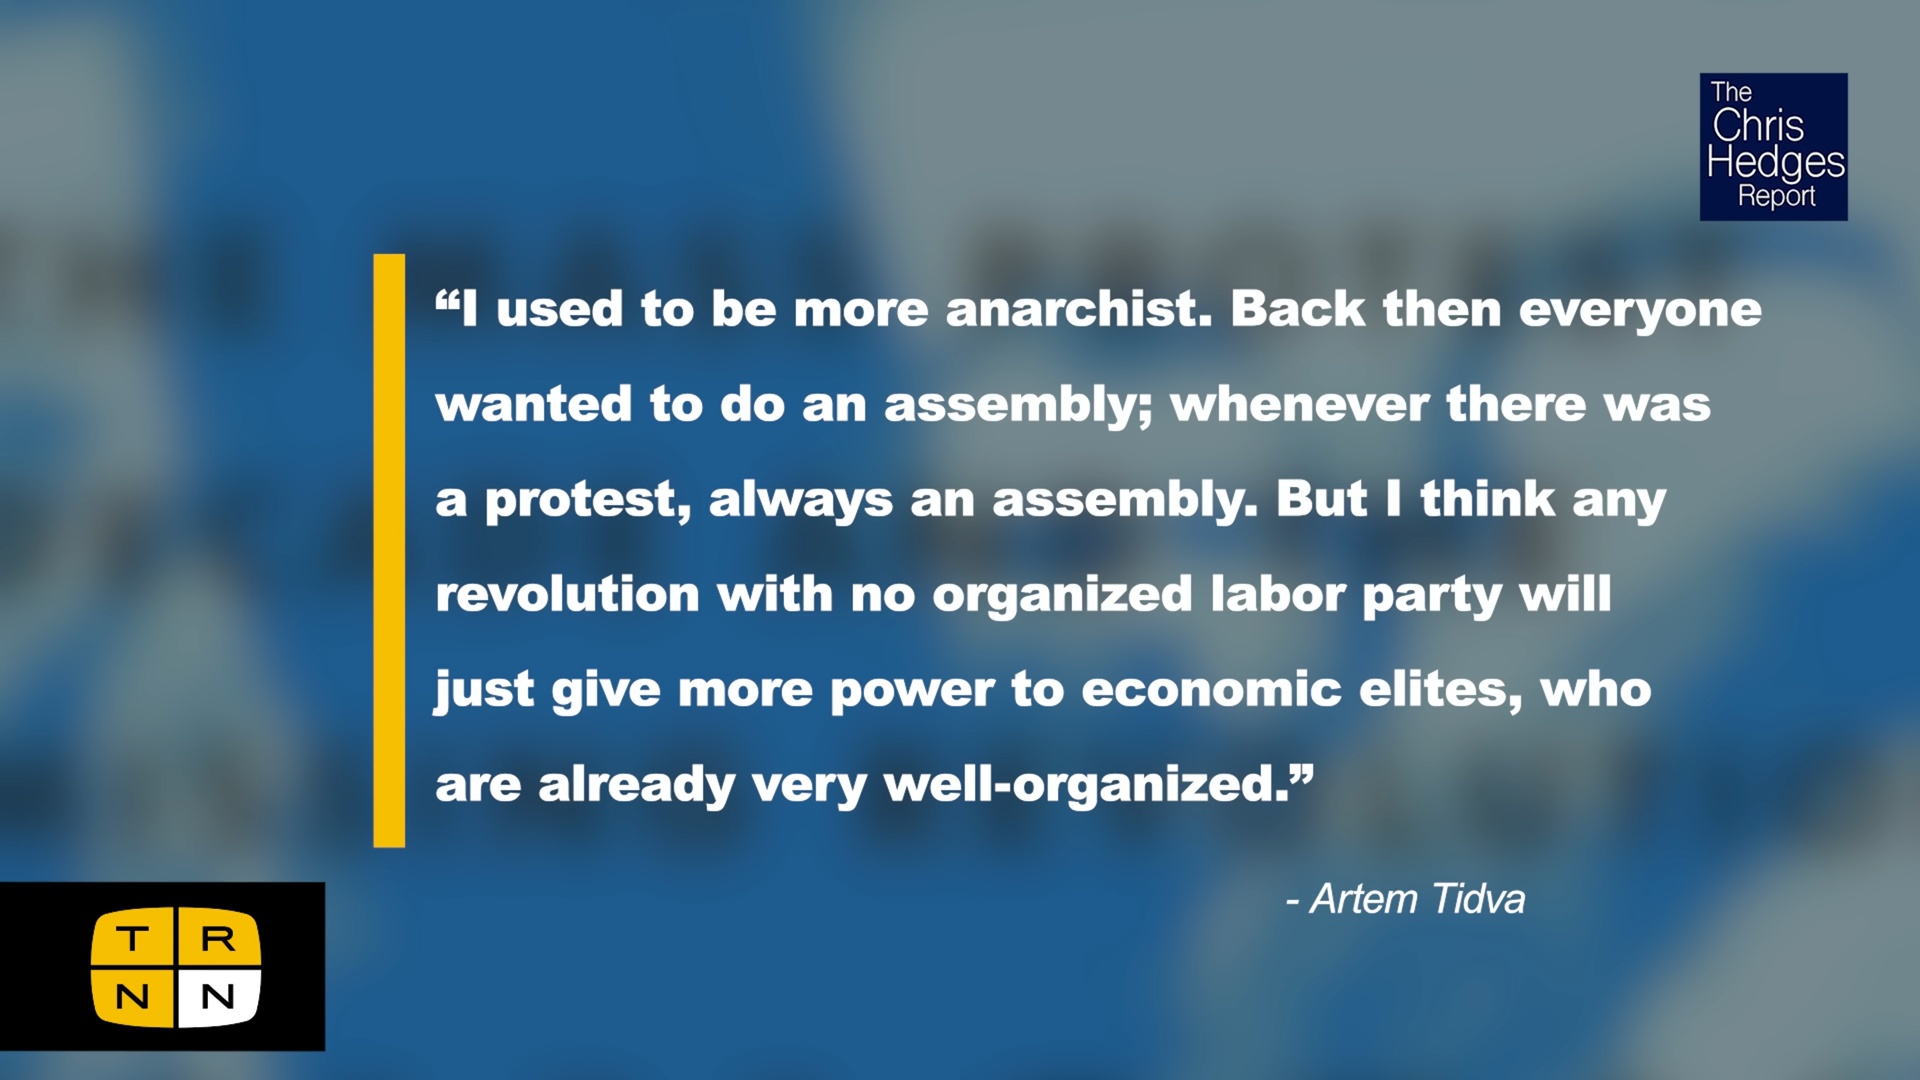 The
Chris
Hedges
Report
“I used to be more anarchist. Back then everyone
wanted to do an assembly; whenever there was
a protest, always an assembly. But I think any
revolution with no organized labor party will
just give more power to economic elites, who
are already very well-organized.”
- Artem Tidva
T R
N N